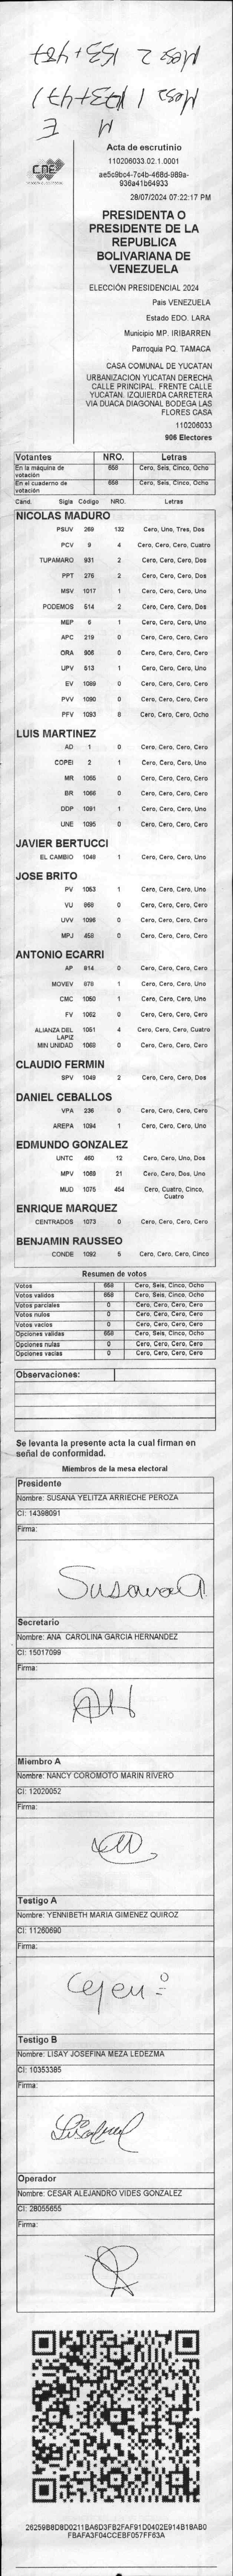 Mesa 2 153+487
Mesa 1 173+471
M E
CNE
Acta de escrutinio
110206033.02.1.0001
ae5c9bc4-7c4b-468d-989a-
936a41b64933
28/07/2024 07:22:17 PM
PRESIDENTA O
PRESIDENTE DE LA
REPUBLICA
BOLIVARIANA DE
VENEZUELA
ELECCIÓN PRESIDENCIAL 2024
Pais VENEZUELA
Estado EDO. LARA
Municipio MP. IRIBARREN
Parroquia PQ. TAMACA
CASA COMUNAL DE YUCATAN
URBANIZACION YUCATAN DERECHA
CALLE PRINCIPAL. FRENTE CALLE
YUCATAN. IZQUIERDA CARRETERA
VIA DUACA DIAGONAL BODEGA LAS
FLORES CASA
110206033
906 Electores
Votantes NRO. Letras
En la máquina de votación 658 Cero, Seis, Cinco, Ocho
En el cuaderno de votación 658 Cero, Seis, Cinco, Ocho
Cand. Sigla Código NRO. Letras
NICOLAS MADURO
PSUV 269 132 Cero, Uno, Tres, Dos
PCV 9 4 Cero, Cero, Cero, Cuatro
TUPAMARO 931 2 Cero, Cero, Cero, Dos
PPT 275 2 Cero, Cero, Cero, Dos
MSV 1017 1 Cero, Cero, Cero, Uno
PODEMOS 514 2 Cero, Cero, Cero, Dos
MEP 6 1 Cero, Cero, Cero, Uno
APC 219 0 Cero, Cero, Cero, Cero
ORA 906 0 Cero, Cero, Cero, Cero
UPV 513 1 Cero, Cero, Cero, Uno
EV 1089 0 Cero, Cero, Cero, Cero
PVV 1090 0 Cero, Cero, Cero, Cero
PFV 1093 8 Cero, Cero, Cero, Ocho
LUIS MARTINEZ
AD 1 0 Cero, Cero, Cero, Cero
COPEI 2 1 Cero, Cero, Cero, Uno
MR 1065 0 Cero, Cero, Cero, Cero
BR 1066 0 Cero, Cero, Cero, Cero
DDP 1091 1 Cero, Cero, Cero, Uno
UNE 1095 0 Cero, Cero, Cero, Cero
JAVIER BERTUCCI
EL CAMBIO 1048 1 Cero, Cero, Cero, Uno
JOSE BRITO
PV 1053 1 Cero, Cero, Cero, Uno
VU 868 0 Cero, Cero, Cero, Cero
UVV 1096 0 Cero, Cero, Cero, Cero
MPJ 458 0 Cero, Cero, Cero, Cero
ANTONIO ECARRI
AP 814 0 Cero, Cero, Cero, Cero
MOVEV 878 1 Cero, Cero, Cero, Uno
CMC 1050 1 Cero, Cero, Cero, Uno
FV 1062 0 Cero, Cero, Cero, Cero
ALIANZA DEL LAPIZ 1051 4 Cero, Cero, Cero, Cuatro
MIN UNIDAD 1068 0 Cero, Cero, Cero, Cero
CLAUDIO FERMIN
SPV 1049 2 Cero, Cero, Cero, Dos
DANIEL CEBALLOS
VPA 236 0 Cero, Cero, Cero, Cero
AREPA 1094 1 Cero, Cero, Cero, Uno
EDMUNDO GONZALEZ
UNTC 460 12 Cero, Cero, Uno, Dos
MPV 1069 21 Cero, Cero, Dos, Uno
MUD 1075 454 Cero, Cuatro, Cinco, Cuatro
ENRIQUE MARQUEZ
CENTRADOS 1073 0 Cero, Cero, Cero, Cero
BENJAMIN RAUSSEO
CONDE 1092 5 Cero, Cero, Cero, Cinco
Resumen de votos
Votos 658 Cero, Seis, Cinco, Ocho
Votos validos 658 Cero, Seis, Cinco, Ocho
Votos parciales 0 Cero, Cero, Cero, Cero
Votos nulos 0 Cero, Cero, Cero, Cero
Votos vacios 0 Cero, Cero, Cero, Cero
Opciones validas 658 Cero, Seis, Cinco, Ocho
Opciones nulas 0 Cero, Cero, Cero, Cero
Opciones vacias 0 Cero, Cero, Cero, Cero
Observaciones:
Se levanta la presente acta la cual firman en
señal de conformidad.
Miembros de la mesa electoral
Presidente
Nombre: SUSANA YELITZA ARRIECHE PEROZA
CI: 14398091
Firma:
Secretario
Nombre: ANA CAROLINA GARCIA HERNANDEZ
CI: 15017099
Firma:
Miembro A
Nombre: NANCY COROMOTO MARIN RIVERO
CI: 12020052
Firma:
Testigo A
Nombre: YENNIBETH MARIA GIMENEZ QUIROZ
CI: 11260690
Firma:
Testigo B
Nombre: LISAY JOSEFINA MEZA LEDEZMA
CI: 10353385
Firma:
Operador
Nombre: CESAR ALEJANDRO VIDES GONZALEZ
CI: 28055655
Firma:
26259B8D8D0211BA6D3FB2FAF91D0402E914B18AB0
FBAFA3F04CCEBF057FF63A